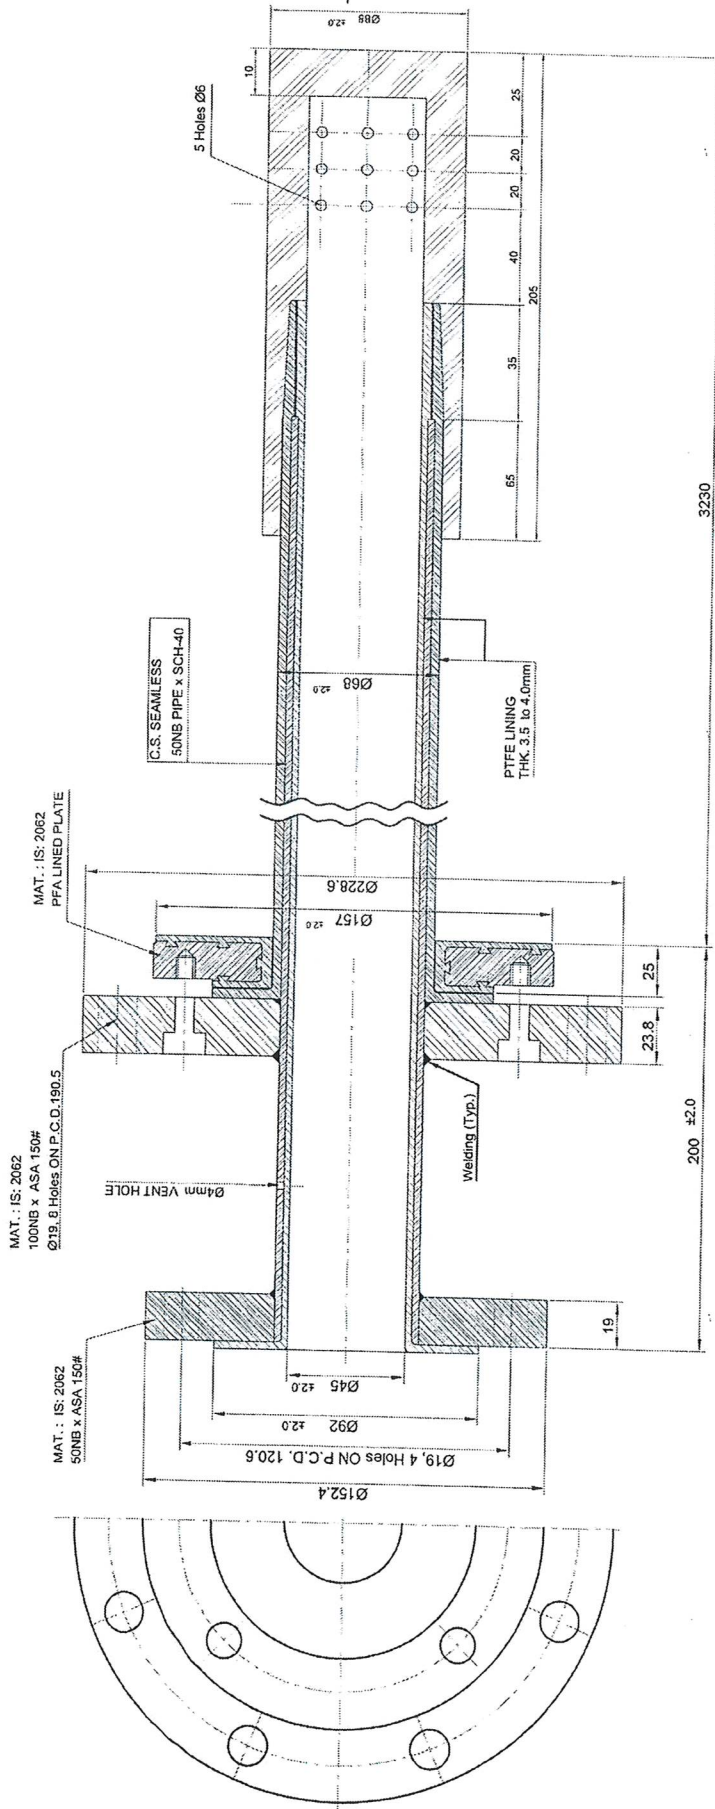 MAT. : IS: 2062
50NB x ASA 150#
MAT. : IS: 2062
100NB x ASA 150#
Ø19, 8 Holes ON P.C.D.190.5
MAT. : IS: 2062
PFA LINED PLATE
C.S. SEAMLESS
50NB PIPE x SCH-40
5 Holes Ø6
10
Ø88
±2.0
Ø4mm VENT HOLE
Ø152.4
Ø19, 4 Holes ON P.C.D. 120.6
Ø92 ±2.0
Ø45 ±2.0
Ø157 ±2.0
Ø228.6
Ø68
±2.0
Welding (Typ.)
PTFE LINING
THK. 3.5 to 4.0mm
19
23.8
25
65
35
40
20
20
25
205
200 ±2.0
3230